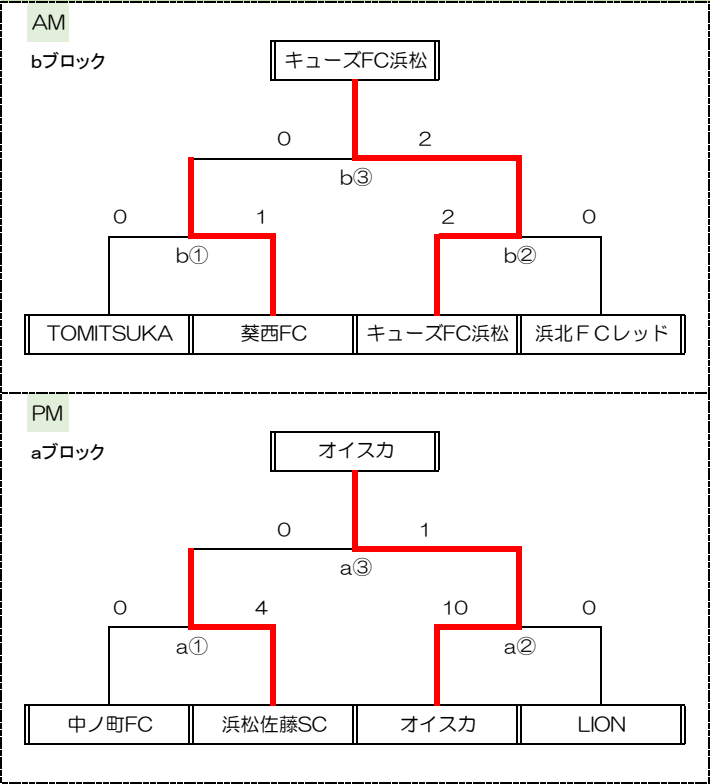 AM
bブロック
キューズFC浜松
0 2
b③
0 1 2 0
b① b②
TOMITSUKA 葵西FC キューズFC浜松 浜北ＦＣレッド
PM
aブロック
オイスカ
0 1
a③
0 4 10 0
a① a②
中ノ町FC 浜松佐藤SC オイスカ LION